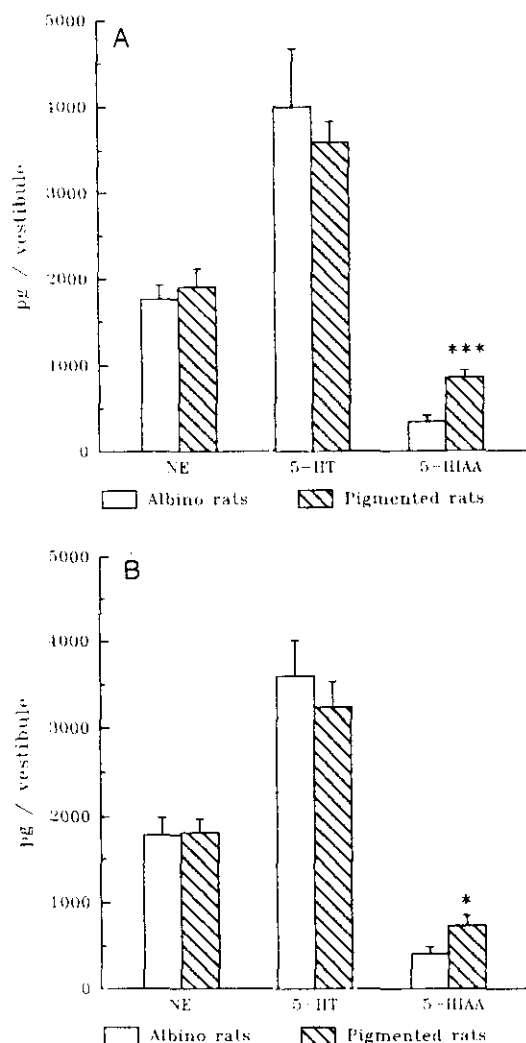 A
5000
4000
3000
2000
1000
0
pg / vestibule
***
NE 5-HT 5-HIAA
Albino rats Pigmented rats
B
5000
4000
3000
2000
1000
0
pg / vestibule
*
NE 5-HT 5-HIAA
Albino rats Pigmented rats